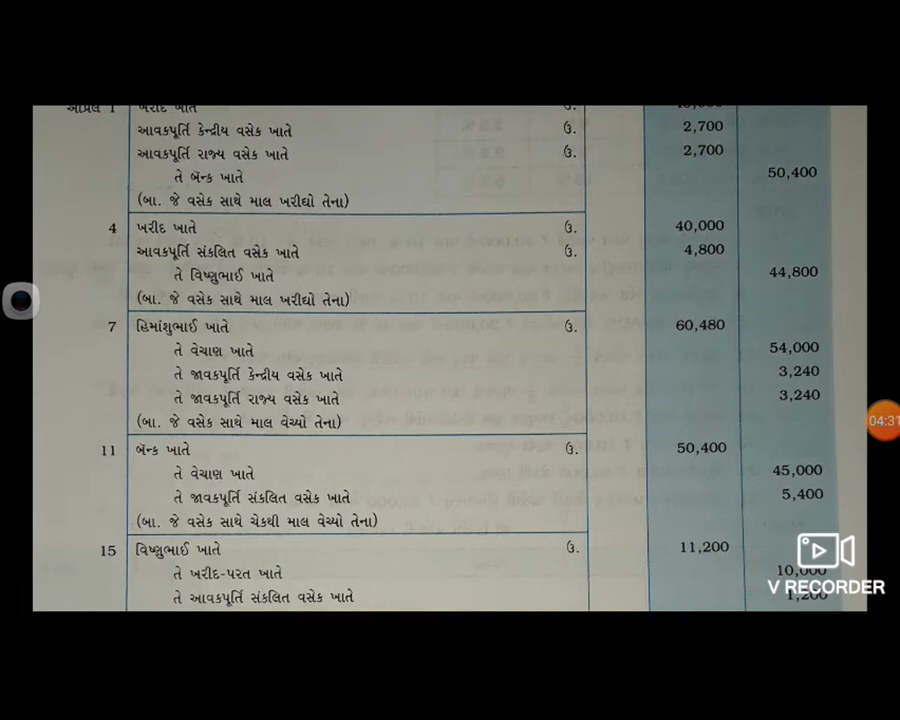 એપ્રિલ 1 ખરીદ ખાતે ઉ.
આવકપૂર્તિ કેન્દ્રીય વસેક ખાતે ઉ. 2,700
આવકપૂર્તિ રાજ્ય વસેક ખાતે ઉ. 2,700
તે બૅન્ક ખાતે 50,400
(બા. જે વસેક સાથે માલ ખરીદ્યો તેના)
4 ખરીદ ખાતે ઉ. 40,000
આવકપૂર્તિ સંકલિત વસેક ખાતે ઉ. 4,800
તે વિષ્ણુભાઈ ખાતે 44,800
(બા. જે વસેક સાથે માલ ખરીદ્યો તેના)
7 હિમાંશુભાઈ ખાતે ઉ. 60,480
તે વેચાણ ખાતે 54,000
તે જાવકપૂર્તિ કેન્દ્રીય વસેક ખાતે 3,240
તે જાવકપૂર્તિ રાજ્ય વસેક ખાતે 3,240
(બા. જે વસેક સાથે માલ વેચ્યો તેના)
11 બૅન્ક ખાતે ઉ. 50,400
તે વેચાણ ખાતે 45,000
તે જાવકપૂર્તિ સંકલિત વસેક ખાતે 5,400
(બા. જે વસેક સાથે ચેકથી માલ વેચ્યો તેના)
15 વિષ્ણુભાઈ ખાતે ઉ. 11,200
તે ખરીદ-પરત ખાતે 10,000
તે આવકપૂર્તિ સંકલિત વસેક ખાતે 1,200
04:31
V RECORDER